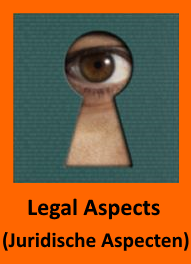 Legal Aspects
(Juridische Aspecten)